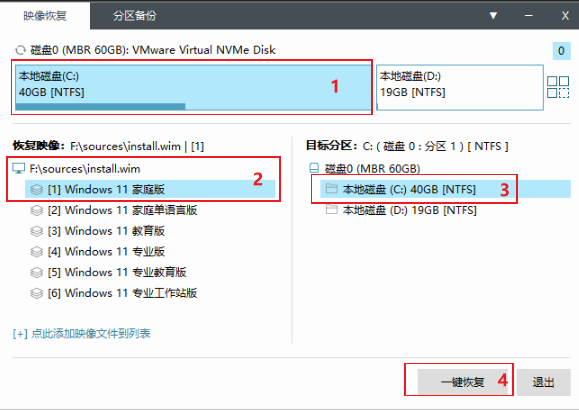 映像恢复 分区备份
磁盘0 (MBR 60GB): VMware Virtual NVMe Disk 0
本地磁盘(C:) 1 本地磁盘(D:)
40GB [NTFS] 19GB [NTFS]
恢复映像: F:\sources\install.wim | [1]
F:\sources\install.wim
2
[1] Windows 11 家庭版
[2] Windows 11 家庭单语言版
[3] Windows 11 教育版
[4] Windows 11 专业版
[5] Windows 11 专业教育版
[6] Windows 11 专业工作站版
[+] 点此添加映像文件到列表
目标分区: C: ( 磁盘 0 : 分区 1 ) [ NTFS ]
磁盘0 (MBR 60GB)
本地磁盘 (C:) 40GB [NTFS] 3
本地磁盘 (D:) 19GB [NTFS]
一键恢复 4 退出